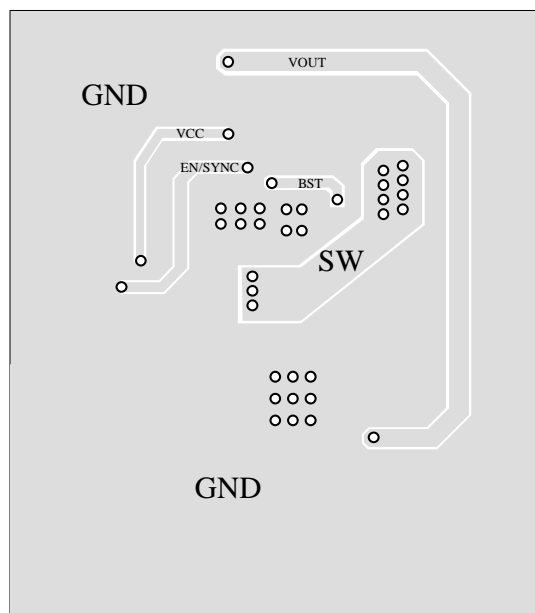 VOUT
GND
VCC
EN/SYNC
BST
SW
GND